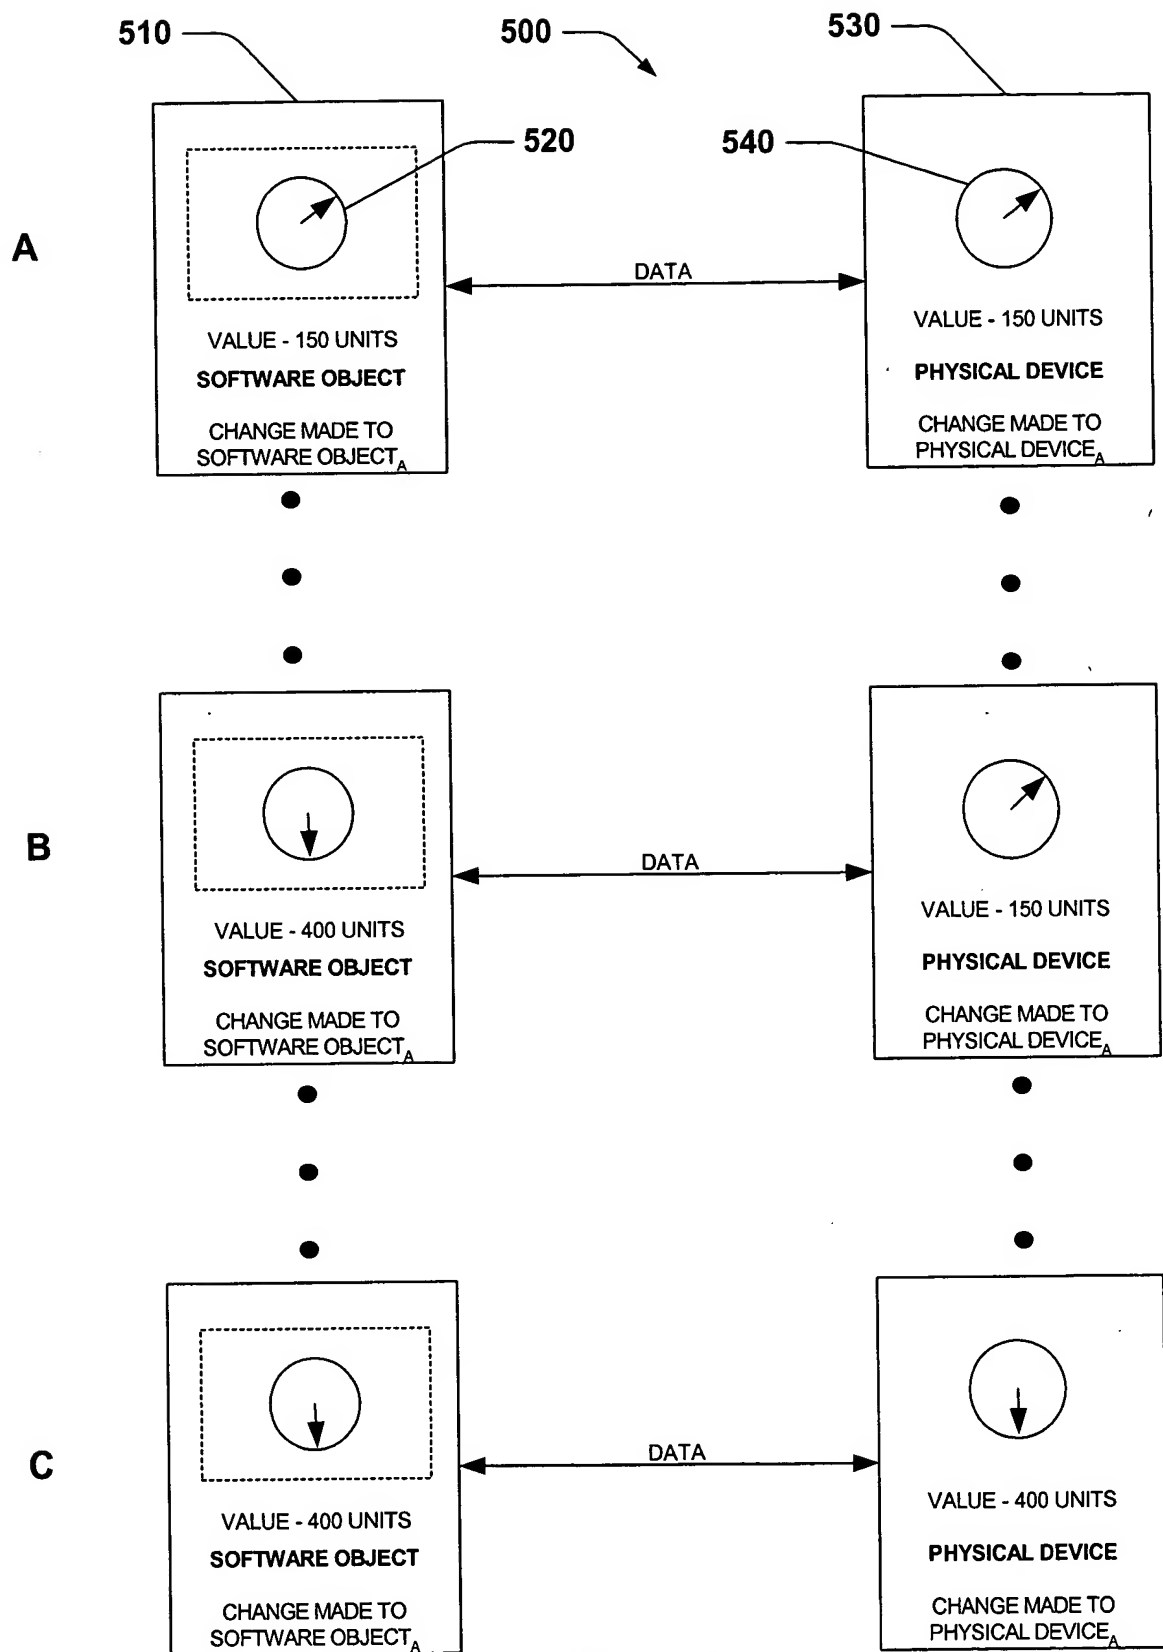 510
500
530
520
540
A
DATA
VALUE - 150 UNITS
SOFTWARE OBJECT
CHANGE MADE TO
SOFTWARE OBJECTA
VALUE - 150 UNITS
PHYSICAL DEVICE
CHANGE MADE TO
PHYSICAL DEVICEA
B
DATA
VALUE - 400 UNITS
SOFTWARE OBJECT
CHANGE MADE TO
SOFTWARE OBJECTA
VALUE - 150 UNITS
PHYSICAL DEVICE
CHANGE MADE TO
PHYSICAL DEVICEA
C
DATA
VALUE - 400 UNITS
SOFTWARE OBJECT
CHANGE MADE TO
SOFTWARE OBJECTA
VALUE - 400 UNITS
PHYSICAL DEVICE
CHANGE MADE TO
PHYSICAL DEVICEA